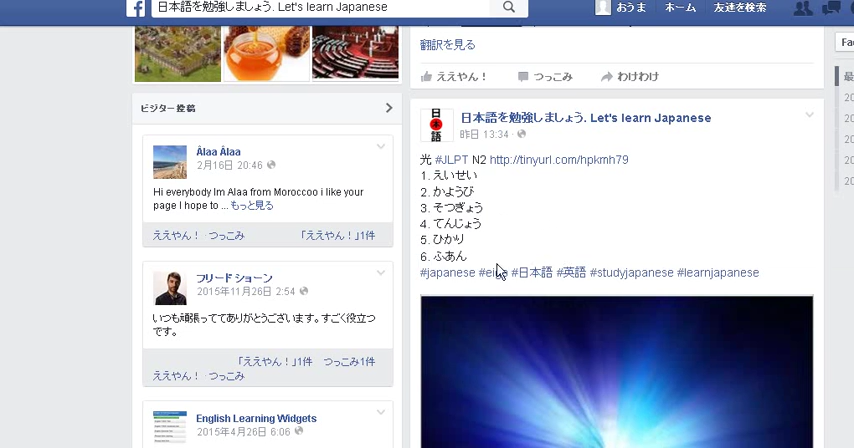 日本語を勉強しましょう. Let's learn Japanese
おうま ホーム 友達を検索
ビジター投稿
Âlaa Âlaa
2月16日 20:46
Hi everybody Im Alaa from Moroccoo i like your
page I hope to ... もっと見る
ええやん！ · つっこみ 「ええやん！」1件
フリード ショーン
2015年11月26日 2:54
いつも頑張っててありがとうございます。すごく役立つ
です。
「ええやん！」1件 つっこみ1件
ええやん！ · つっこみ
English Learning Widgets
2015年4月26日 6:06
翻訳を見る
ええやん！ つっこみ わけわけ
日本語
日本語を勉強しましょう. Let's learn Japanese
昨日 13:34 ·
光 #JLPT N2 http://tinyurl.com/hpkmh79
1. えいせい
2. かようび
3. そつぎょう
4. てんじょう
5. ひかり
6. ふあん
#japanese #日本語 #英語 #studyjapanese #learnjapanese